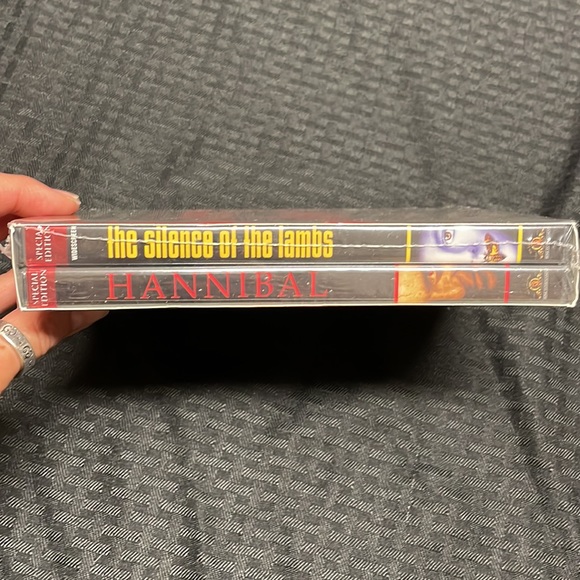 SPECIAL EDITION
WIDESCREEN
the silence of the lambs
SPECIAL EDITION
HANNIBAL